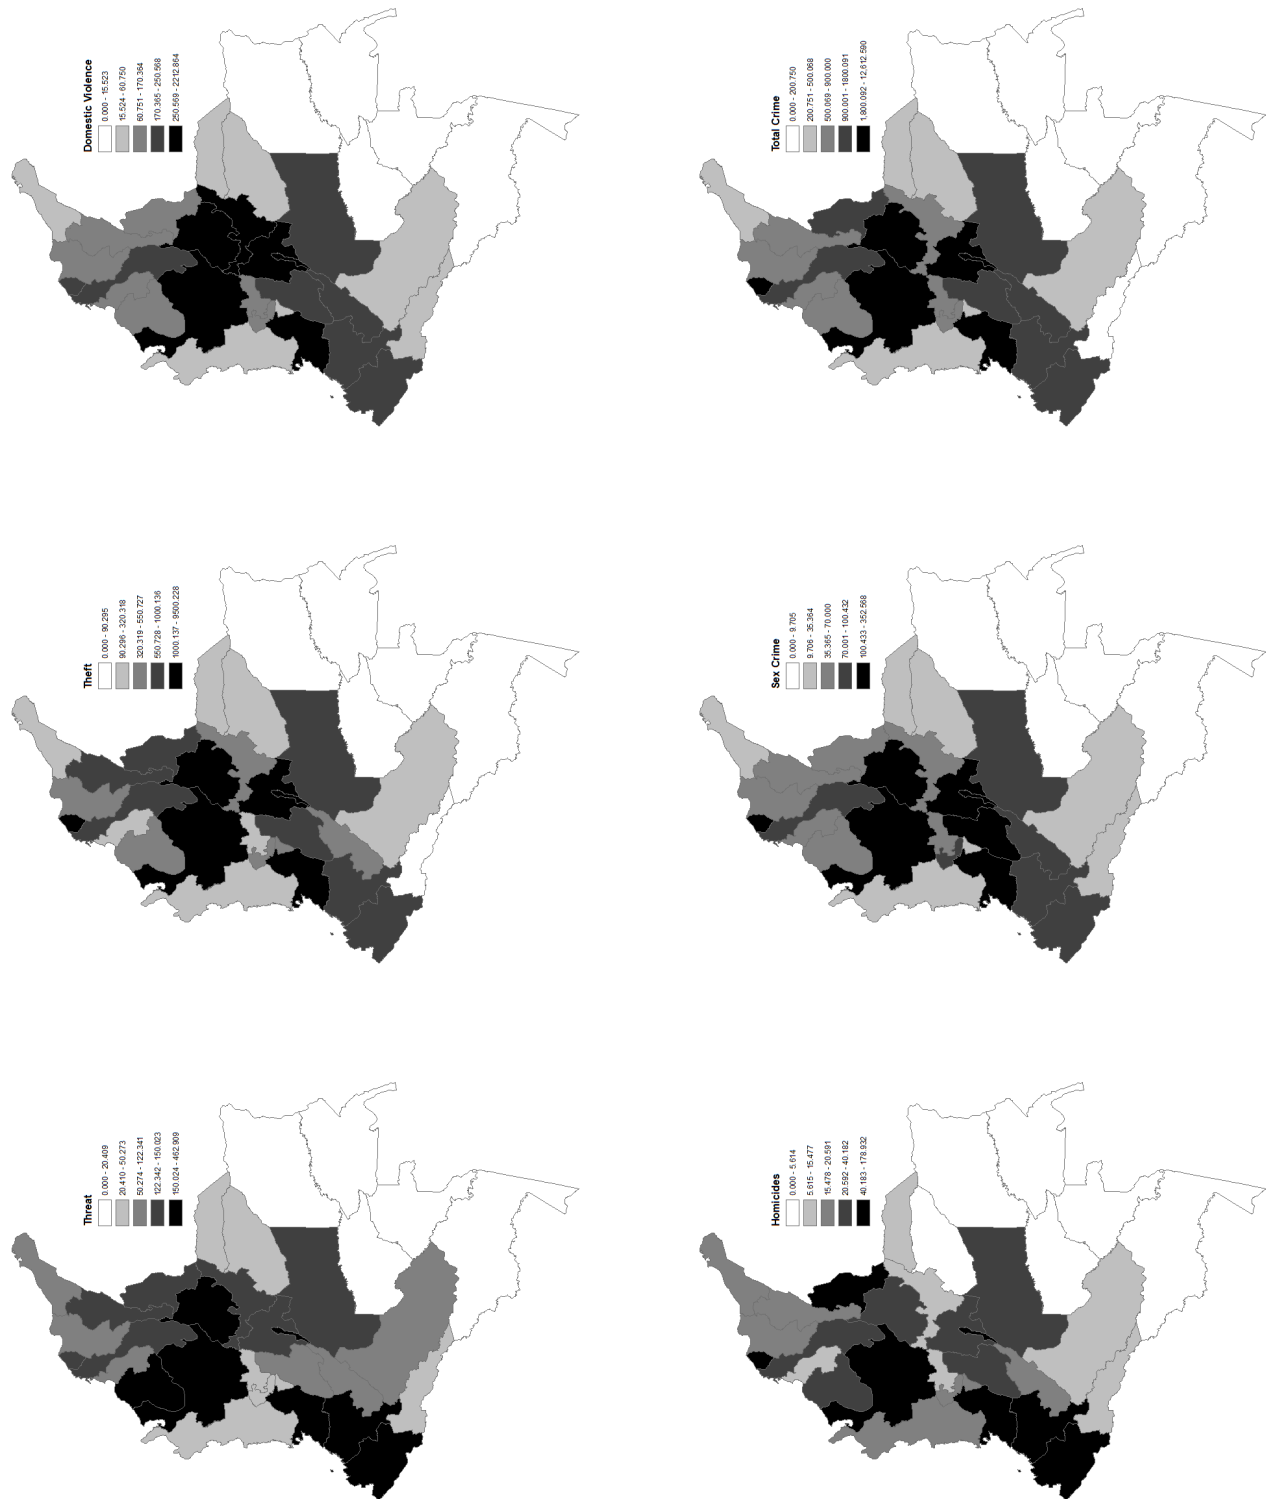 Domestic Violence
0.000 - 15.523
15.524 - 60.750
60.751 - 170.364
170.365 - 250.568
250.569 - 2212.864
Total Crime
0.000 - 200.750
200.751 - 500.068
500.069 - 900.000
900.001 - 1800.091
1,800.092 - 12,612.590
Theft
0.000 - 90.295
90.296 - 320.318
320.319 - 550.727
550.728 - 1000.136
1000.137 - 9500.228
Sex Crime
0.000 - 9.705
9.706 - 35.364
35.365 - 70.000
70.001 - 100.432
100.433 - 352.568
Threat
0.000 - 20.409
20.410 - 50.273
50.274 - 122.341
122.342 - 150.023
150.024 - 462.909
Homicides
0.000 - 5.614
5.615 - 15.477
15.478 - 20.591
20.592 - 40.182
40.183 - 178.932